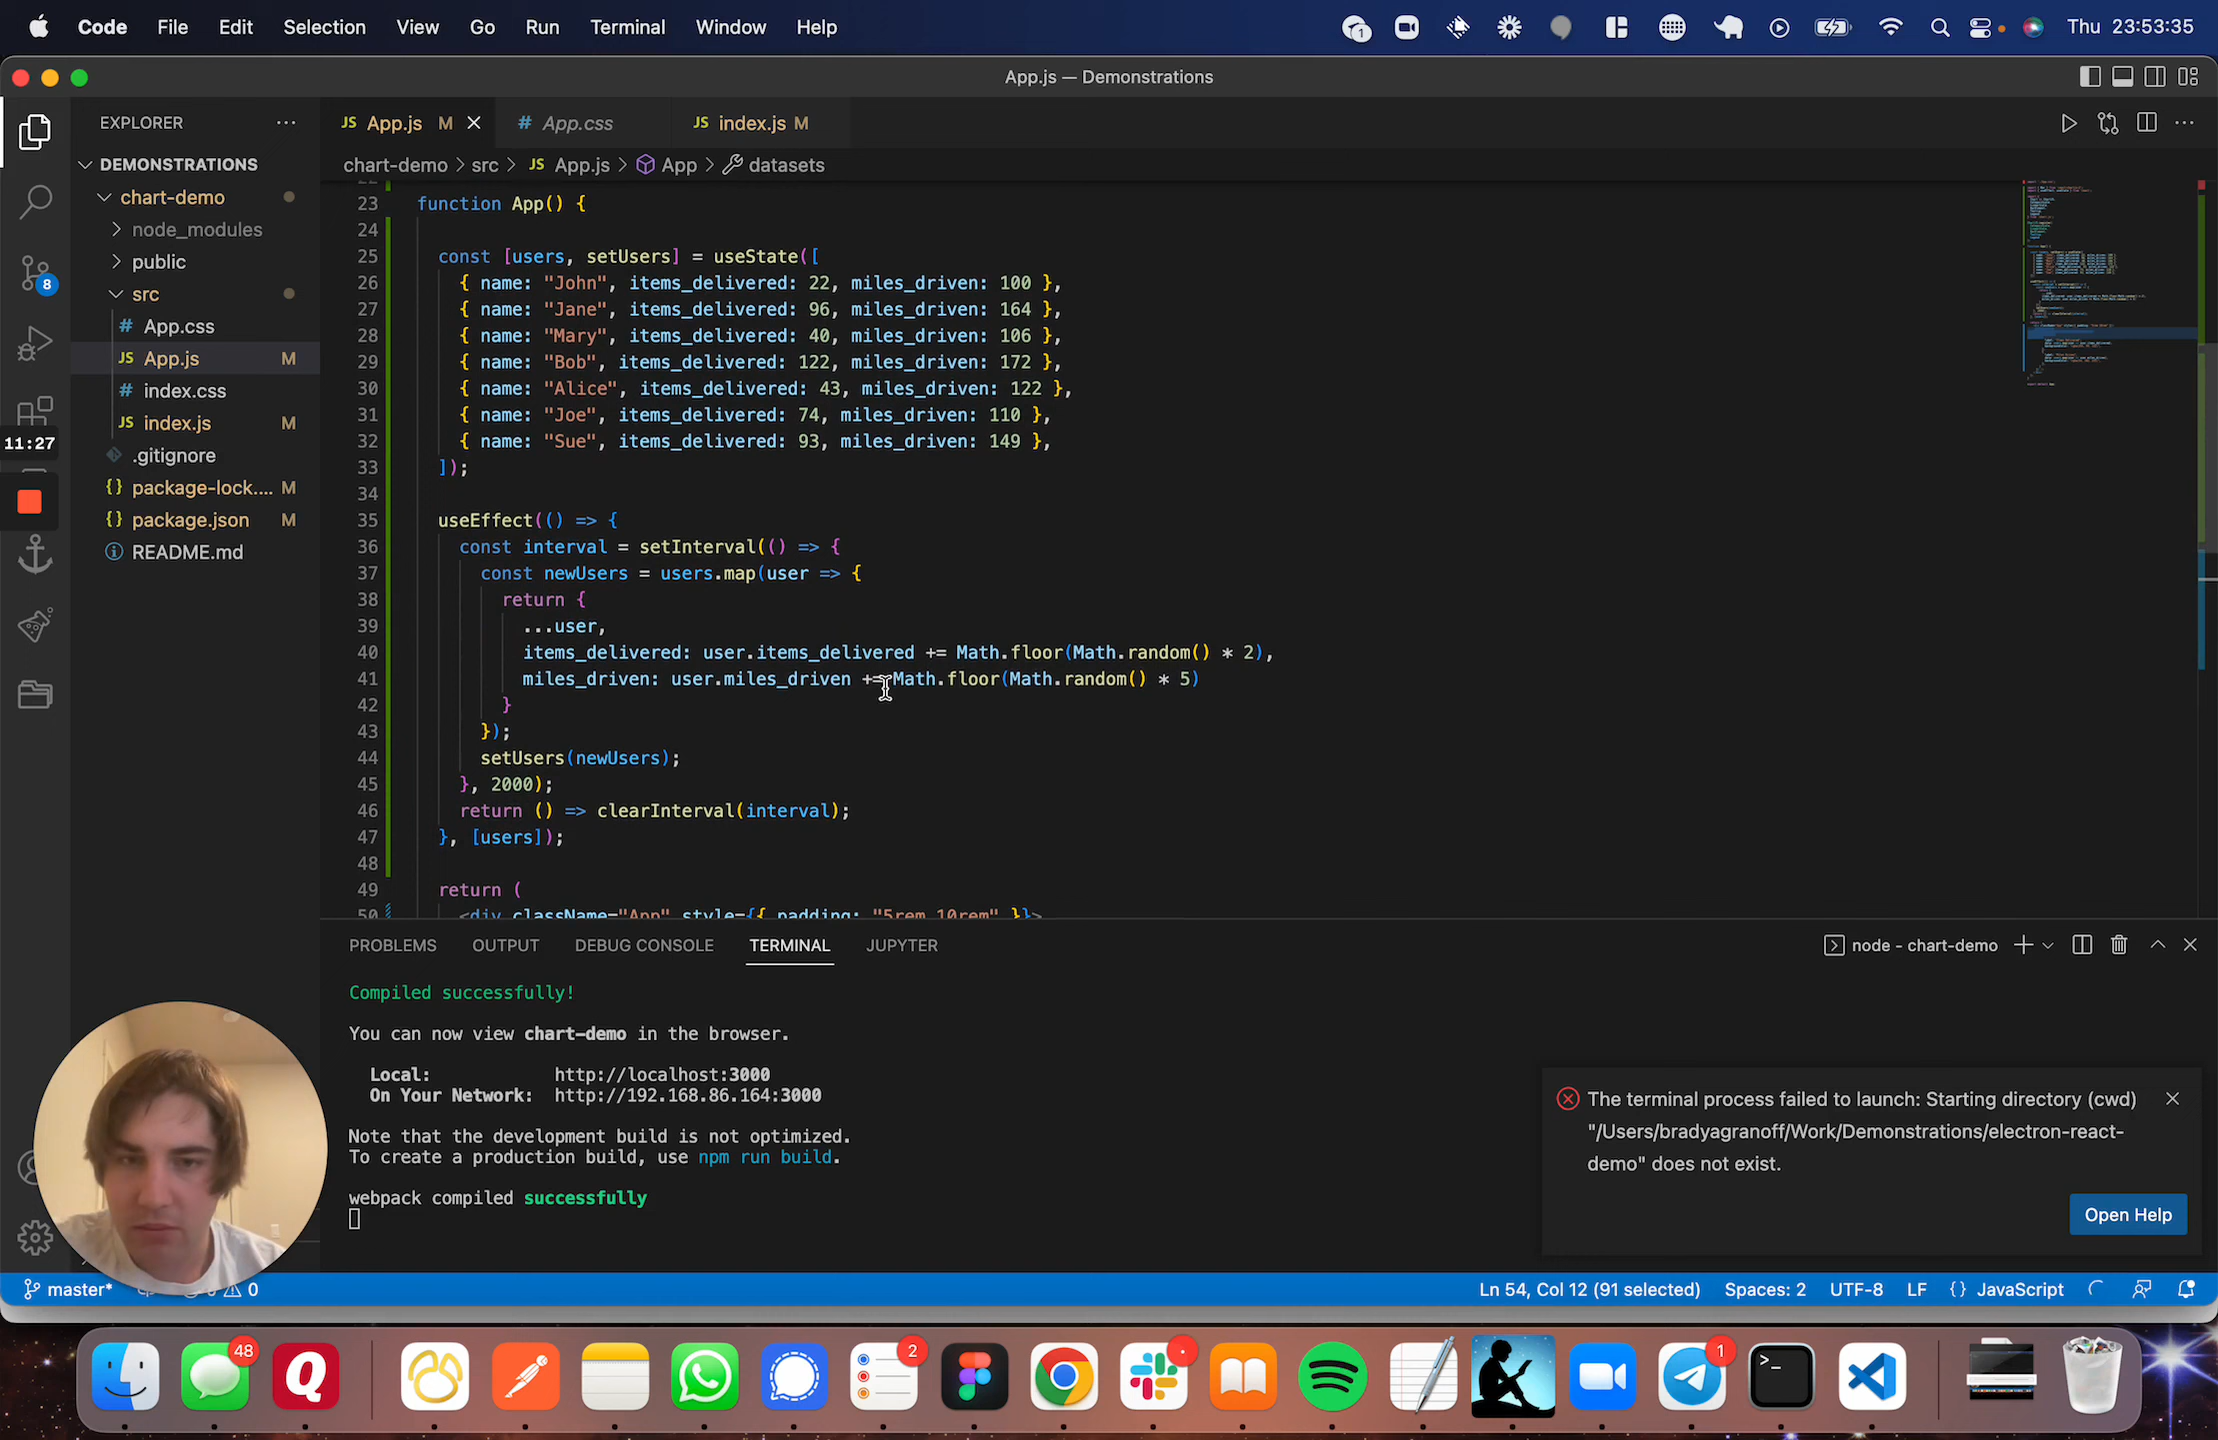 Code File Edit Selection View Go Run Terminal Window Help
1
Thu 23:53:35
App.js — Demonstrations
EXPLORER
JS App.js M
# App.css
JS index.js M
DEMONSTRATIONS
chart-demo > src > JS App.js > App > datasets
chart-demo
node_modules
public
src
# App.css
JS App.js M
# index.css
JS index.js M
.gitignore
{} package-lock.... M
{} package.json M
README.md
8
11:27
23 function App() {
24
25 const [users, setUsers] = useState([
26 { name: "John", items_delivered: 22, miles_driven: 100 },
27 { name: "Jane", items_delivered: 96, miles_driven: 164 },
28 { name: "Mary", items_delivered: 40, miles_driven: 106 },
29 { name: "Bob", items_delivered: 122, miles_driven: 172 },
30 { name: "Alice", items_delivered: 43, miles_driven: 122 },
31 { name: "Joe", items_delivered: 74, miles_driven: 110 },
32 { name: "Sue", items_delivered: 93, miles_driven: 149 },
33 ]);
34
35 useEffect(() => {
36 const interval = setInterval(() => {
37 const newUsers = users.map(user => {
38 return {
39 ...user,
40 items_delivered: user.items_delivered += Math.floor(Math.random() * 2),
41 miles_driven: user.miles_driven += Math.floor(Math.random() * 5)
42 }
43 });
44 setUsers(newUsers);
45 }, 2000);
46 return () => clearInterval(interval);
47 }, [users]);
48
49 return (
50 <div className="App" style={{ padding: "5rem 10rem" }}>
PROBLEMS OUTPUT DEBUG CONSOLE TERMINAL JUPYTER
node - chart-demo
Compiled successfully!
You can now view chart-demo in the browser.
Local: http://localhost:3000
On Your Network: http://192.168.86.164:3000
Note that the development build is not optimized.
To create a production build, use npm run build.
webpack compiled successfully
The terminal process failed to launch: Starting directory (cwd)
"/Users/bradyagranoff/Work/Demonstrations/electron-react-
demo" does not exist.
Open Help
master* 0
Ln 54, Col 12 (91 selected) Spaces: 2 UTF-8 LF {} JavaScript
48
2
1